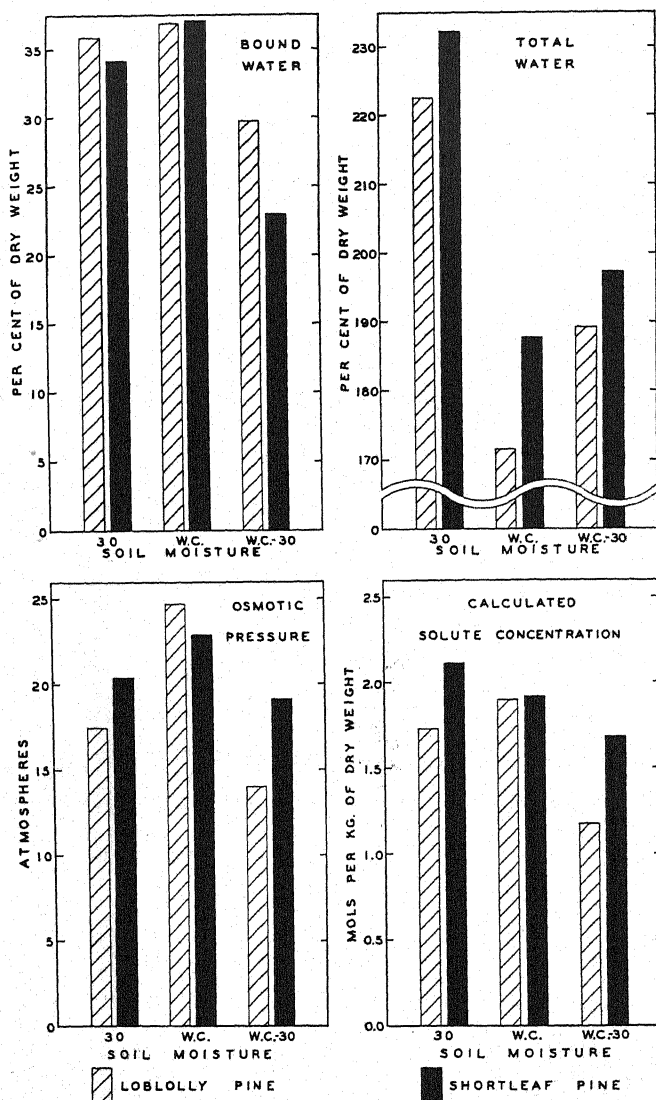 BOUND
WATER
PER CENT OF DRY WEIGHT
35
30
25
20
15
10
5
0
30 W.C. W.C.-30
SOIL MOISTURE
TOTAL
WATER
PER CENT OF DRY WEIGHT
230
220
210
200
190
180
170
0
30 W.C. W.C.-30
SOIL MOISTURE
OSMOTIC
PRESSURE
ATMOSPHERES
25
20
15
10
5
0
30 W.C. W.C.-30
SOIL MOISTURE
CALCULATED
SOLUTE CONCENTRATION
MOLS PER KG. OF DRY WEIGHT
2.5
2.0
1.5
1.0
0.5
0.0
30 W.C. W.C.-30
SOIL MOISTURE
LOBLOLLY PINE
SHORTLEAF PINE